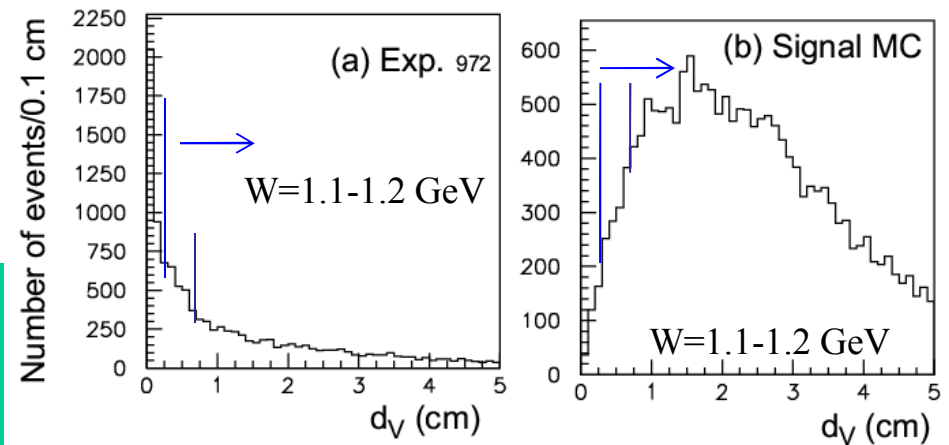 Number of events/0.1 cm
2250
2000
1750
1500
1250
1000
750
500
250
0
(a) Exp. 972
W=1.1-1.2 GeV
0 1 2 3 4 5
d_V (cm)
600
500
400
300
200
100
0
(b) Signal MC
W=1.1-1.2 GeV
0 1 2 3 4 5
d_V (cm)